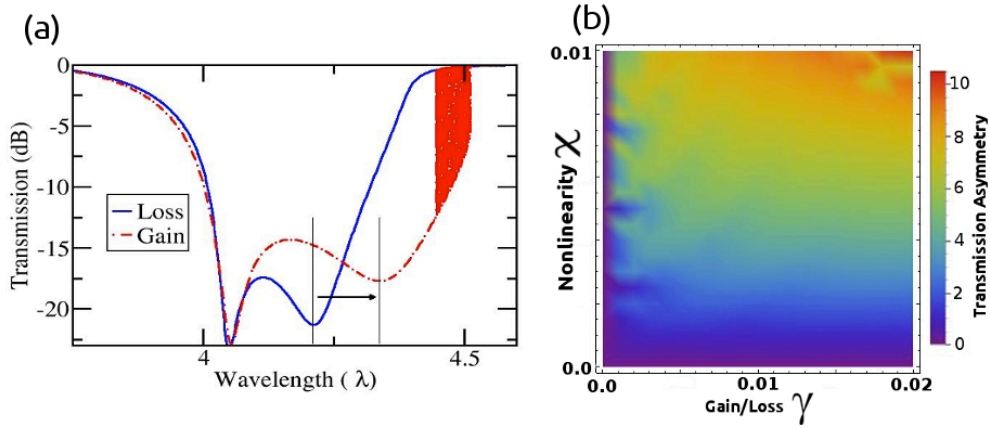 (a)
0
-5
-10
-15
-20
Transmission (dB)
Loss
Gain
4
4.5
Wavelength ( λ)
(b)
0.01
Nonlinearity χ
0.0
0.0
0.01
0.02
Gain/Loss γ
10
8
6
4
2
0
Transmission Asymmetry